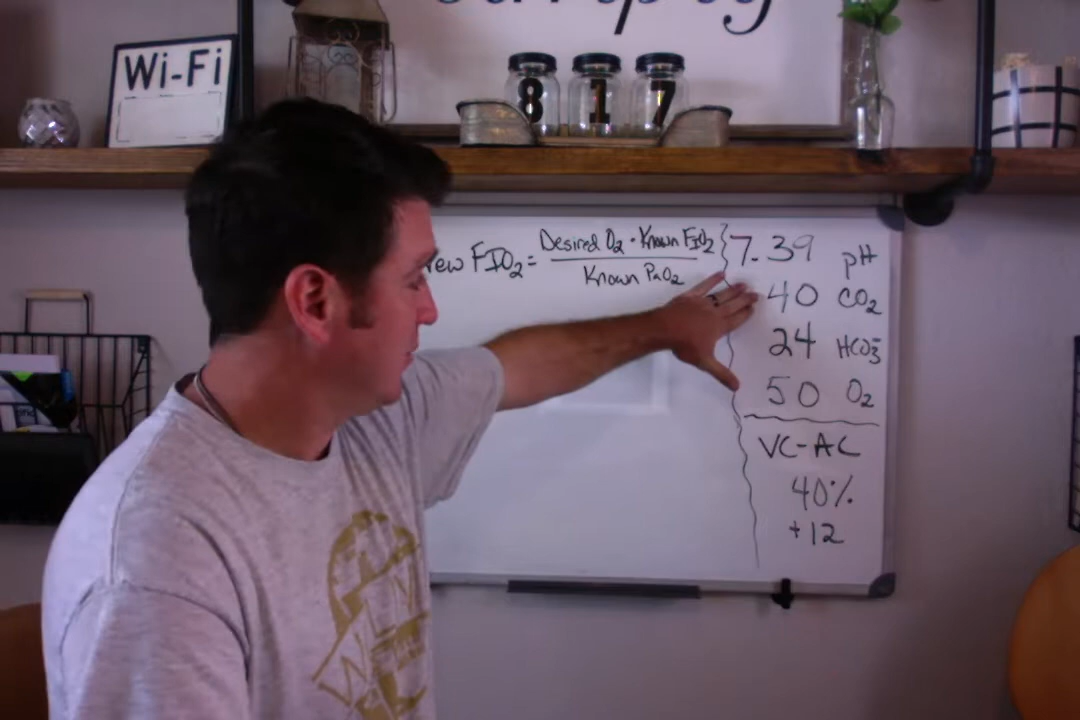 Wi-Fi
8 1 7
ew FIO₂ = Desired O₂ · Known FIO₂
Known PaO₂
7.39 pH
40 CO₂
24 HCO₃⁻
50 O₂
VC-AC
40%
+12